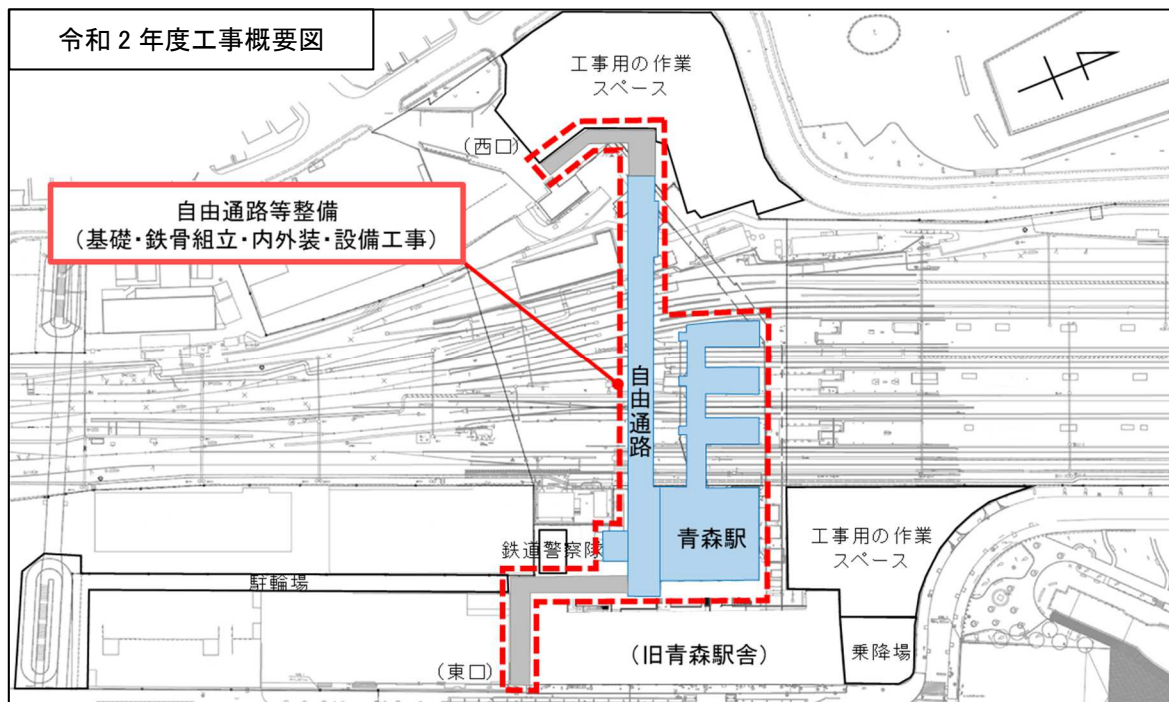 令和２年度工事概要図
工事用の作業
スペース
（西口）
自由通路等整備
（基礎・鉄骨組立・内外装・設備工事）
自由通路
青森駅
工事用の作業
スペース
鉄道警察隊
駐輪場
（旧青森駅舎）
乗降場
（東口）